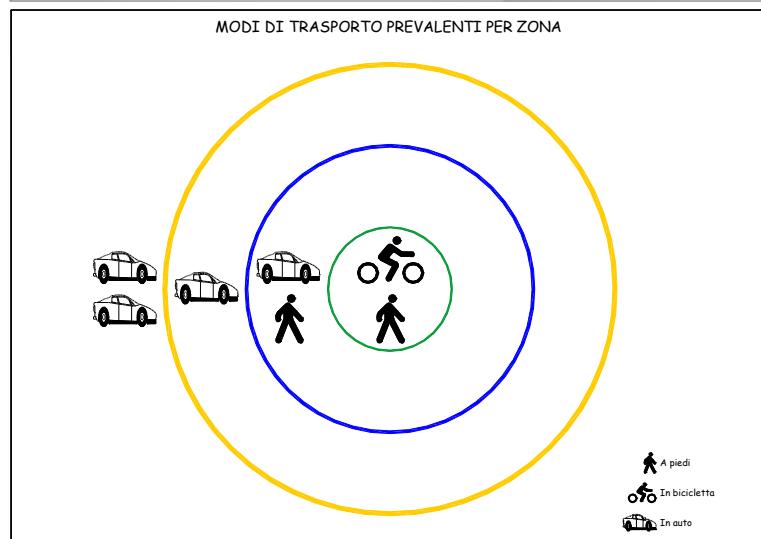 MODI DI TRASPORTO PREVALENTI PER ZONA
A piedi
In bicicletta
In auto